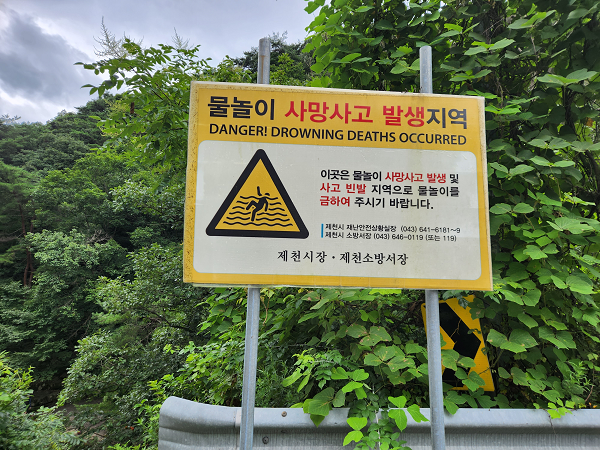 물놀이 사망사고 발생지역
DANGER! DROWNING DEATHS OCCURRED
이곳은 물놀이 사망사고 발생 및
사고 빈발 지역으로 물놀이를
금하여 주시기 바랍니다.
제천시 재난안전상황실장 (043) 641-6181~9
제천시 소방서장 (043) 646-0119 (또는 119)
제천시장 · 제천소방서장